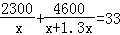 2300/x + 4600/(x+1.3x) = 33